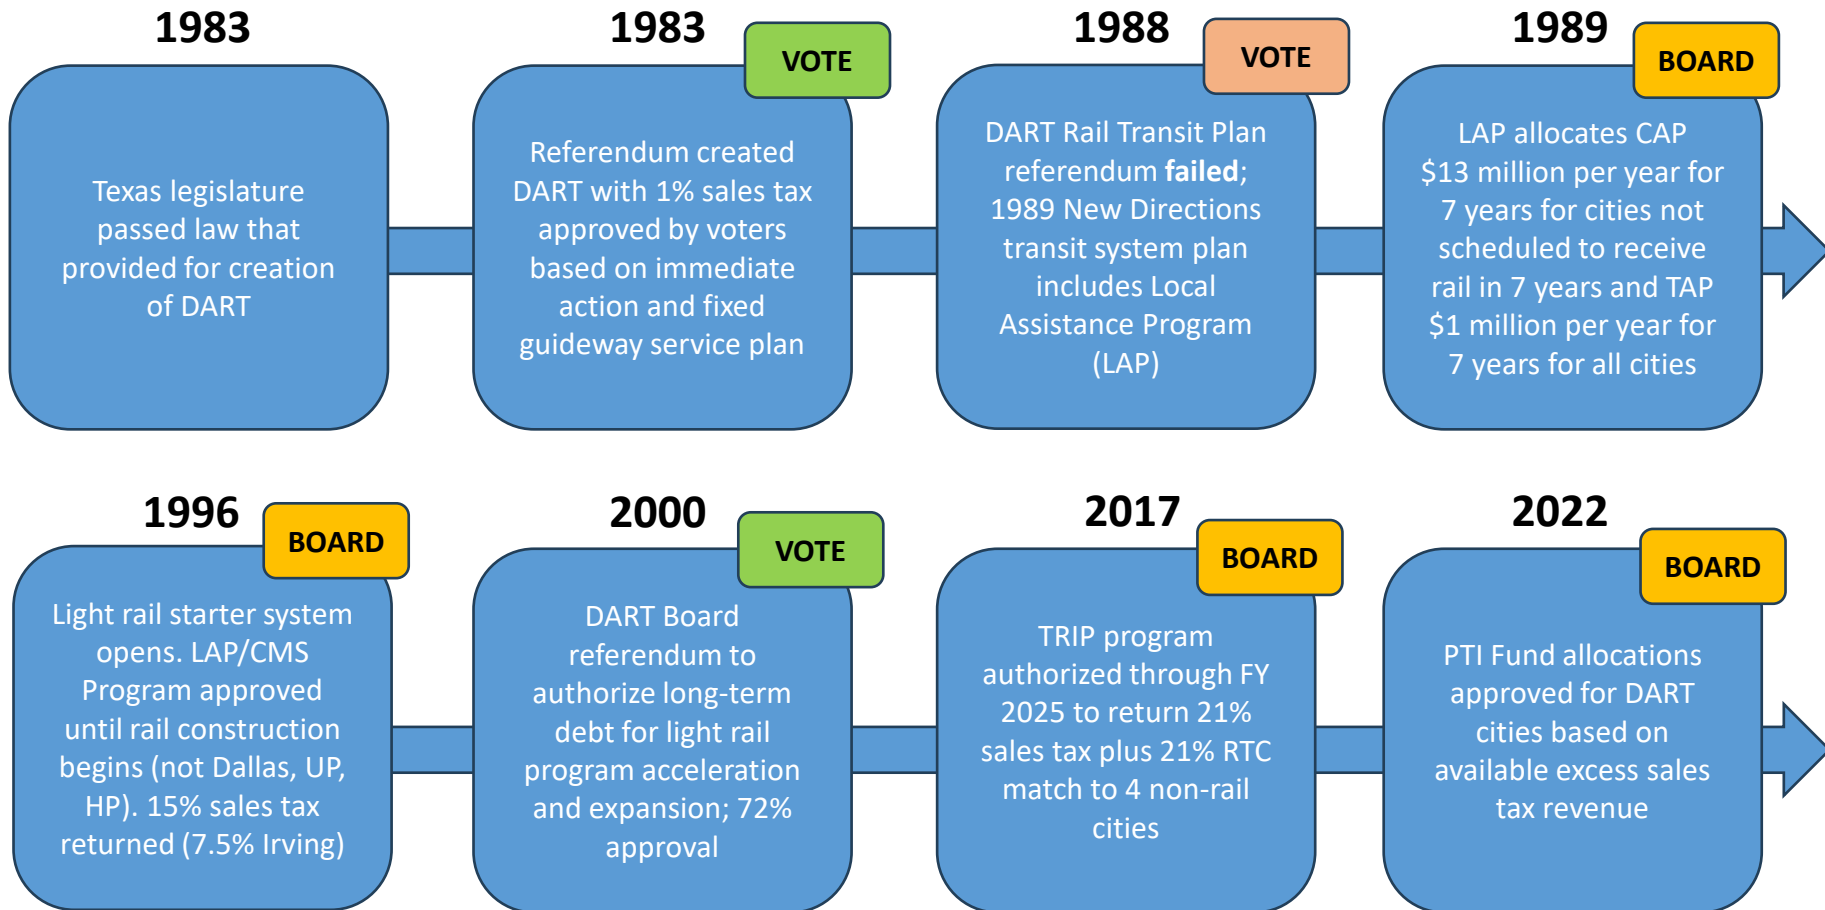 1983
Texas legislature
passed law that
provided for creation
of DART
1983
VOTE
Referendum created
DART with 1% sales tax
approved by voters
based on immediate
action and fixed
guideway service plan
1988
VOTE
DART Rail Transit Plan
referendum failed;
1989 New Directions
transit system plan
includes Local
Assistance Program
(LAP)
1989
BOARD
LAP allocates CAP
$13 million per year for
7 years for cities not
scheduled to receive
rail in 7 years and TAP
$1 million per year for
7 years for all cities
1996
BOARD
Light rail starter system
opens. LAP/CMS
Program approved
until rail construction
begins (not Dallas, UP,
HP). 15% sales tax
returned (7.5% Irving)
2000
VOTE
DART Board
referendum to
authorize long-term
debt for light rail
program acceleration
and expansion; 72%
approval
2017
BOARD
TRIP program
authorized through FY
2025 to return 21%
sales tax plus 21% RTC
match to 4 non-rail
cities
2022
BOARD
PTI Fund allocations
approved for DART
cities based on
available excess sales
tax revenue